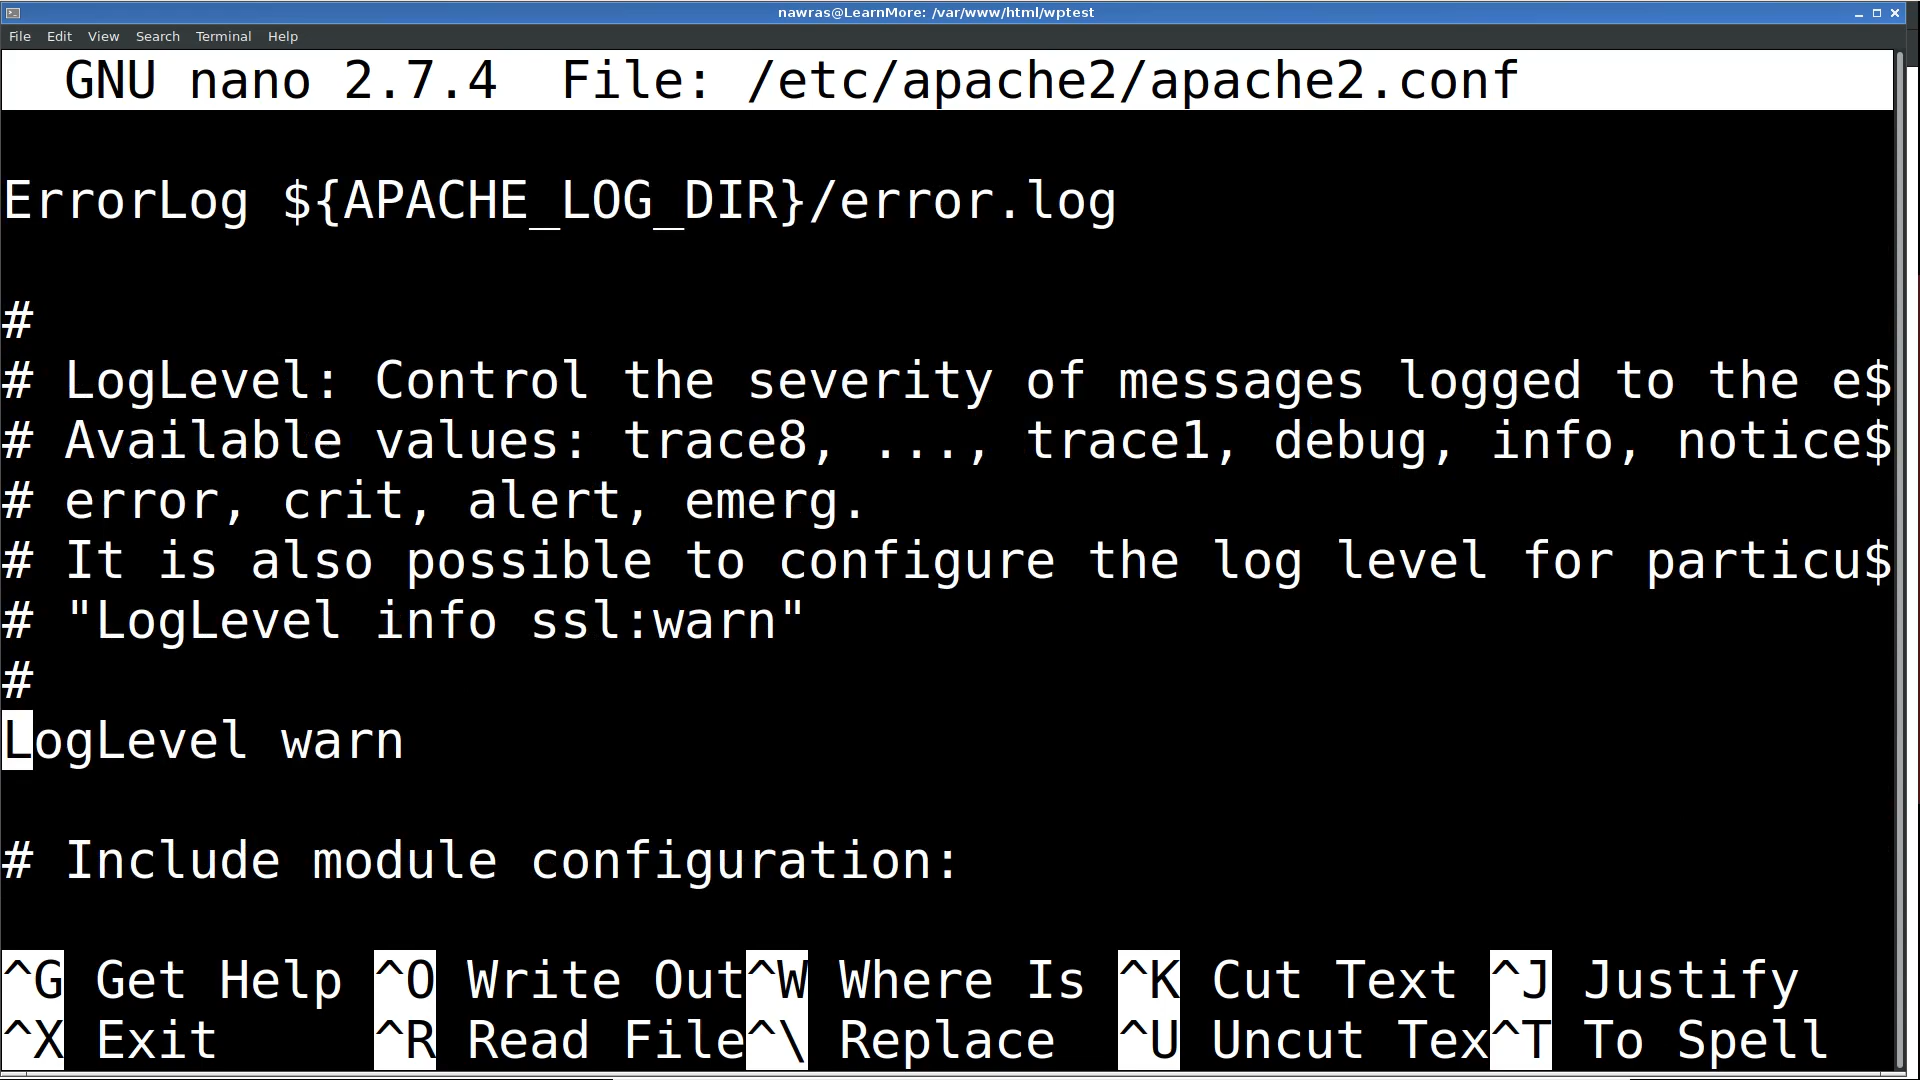 nawras@LearnMore: /var/www/html/wptest
File Edit View Search Terminal Help
GNU nano 2.7.4 File: /etc/apache2/apache2.conf
ErrorLog ${APACHE_LOG_DIR}/error.log
#
# LogLevel: Control the severity of messages logged to the e$
# Available values: trace8, ..., trace1, debug, info, notice$
# error, crit, alert, emerg.
# It is also possible to configure the log level for particu$
# "LogLevel info ssl:warn"
#
LogLevel warn
# Include module configuration:
^G Get Help ^O Write Out ^W Where Is ^K Cut Text ^J Justify
^X Exit ^R Read File ^\ Replace ^U Uncut Tex ^T To Spell